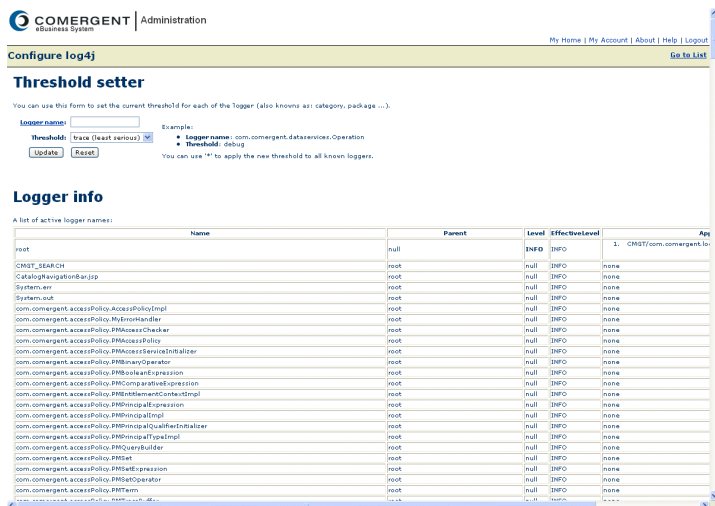 COMERGENT
eBusiness System
Administration
My Home | My Account | About | Help | Logout
Configure log4j
Go to List
Threshold setter
You can use this form to set the current threshold for each of the logger (also knowns as: category, package ...).
Logger name:
Threshold: trace (least serious)
Update Reset
Example:
Logger name: com.comergent.dataservices.Operation
Threshold: debug
You can use '*' to apply the new threshold to all known loggers.
Logger info
A list of active logger names:
Name Parent Level EffectiveLevel App
root null INFO INFO 1. CMGT/com.comergent.lo
CMGT_SEARCH root null INFO none
CatalogNavigationBar.jsp root null INFO none
System.err root null INFO none
System.out root null INFO none
com.comergent.accessPolicy.AccessPolicyImpl root null INFO none
com.comergent.accessPolicy.MyErrorHandler root null INFO none
com.comergent.accessPolicy.PMAccessChecker root null INFO none
com.comergent.accessPolicy.PMAccessPolicy root null INFO none
com.comergent.accessPolicy.PMAccessServiceInitializer root null INFO none
com.comergent.accessPolicy.PMBinaryOperator root null INFO none
com.comergent.accessPolicy.PMBooleanExpression root null INFO none
com.comergent.accessPolicy.PMComparativeExpression root null INFO none
com.comergent.accessPolicy.PMEntitlementContextImpl root null INFO none
com.comergent.accessPolicy.PMPrincipalExpression root null INFO none
com.comergent.accessPolicy.PMPrincipalImpl root null INFO none
com.comergent.accessPolicy.PMPrincipalQualifierInitializer root null INFO none
com.comergent.accessPolicy.PMPrincipalTypeImpl root null INFO none
com.comergent.accessPolicy.PMQueryBuilder root null INFO none
com.comergent.accessPolicy.PMSet root null INFO none
com.comergent.accessPolicy.PMSetExpression root null INFO none
com.comergent.accessPolicy.PMSetOperator root null INFO none
com.comergent.accessPolicy.PMTerm root null INFO none